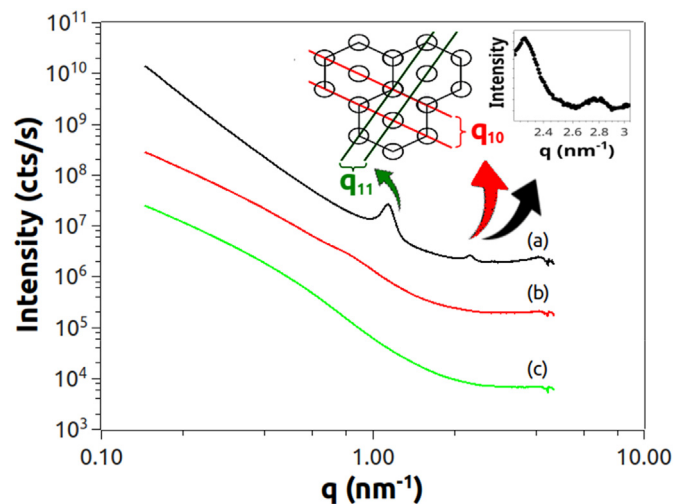 10¹¹
10¹⁰
10⁹
10⁸
10⁷
10⁶
10⁵
10⁴
10³
Intensity (cts/s)
0.10 1.00 10.00
q (nm⁻¹)
q₁₀
q₁₁
(a)
(b)
(c)
Intensity
2.4 2.6 2.8 3
q (nm⁻¹)